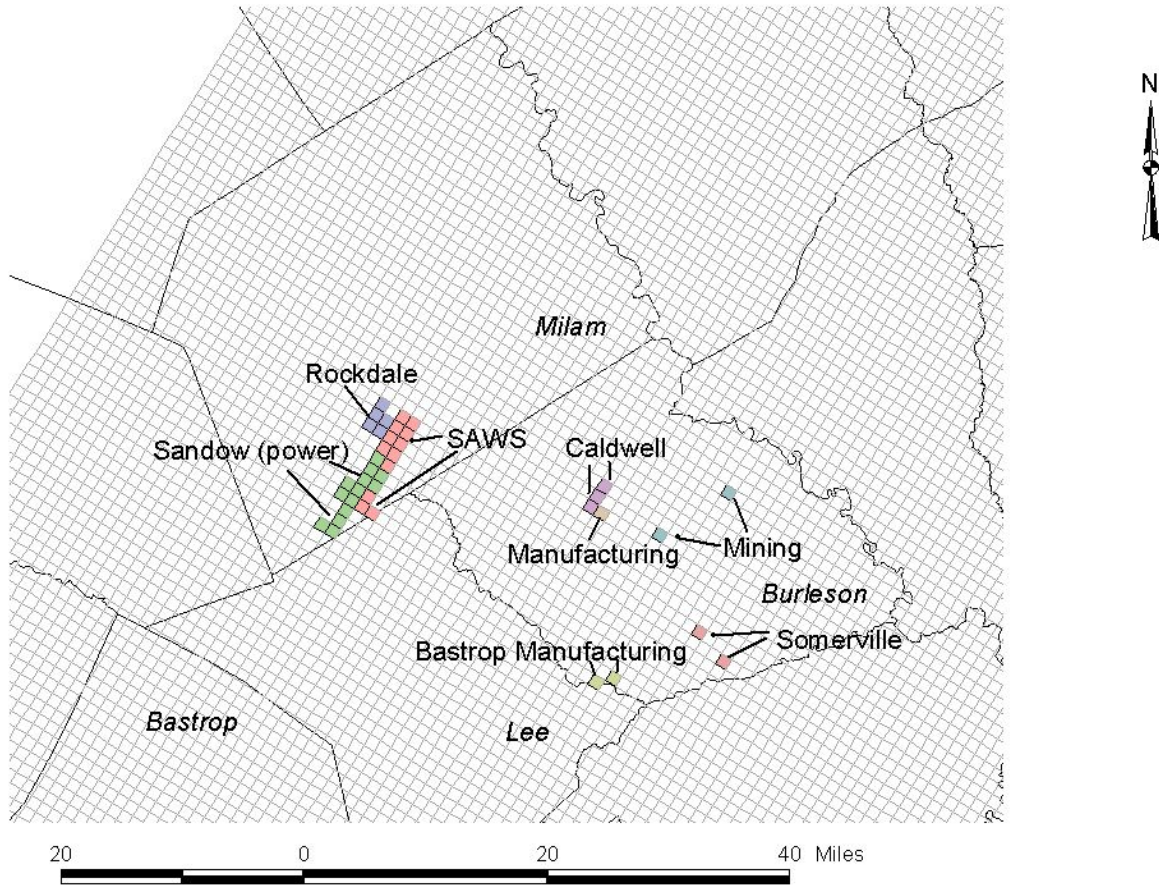 N
Milam
Rockdale
Sandow (power)
SAWS
Caldwell
Manufacturing
Mining
Burleson
Somerville
Bastrop Manufacturing
Bastrop
Lee
20 0 20 40 Miles